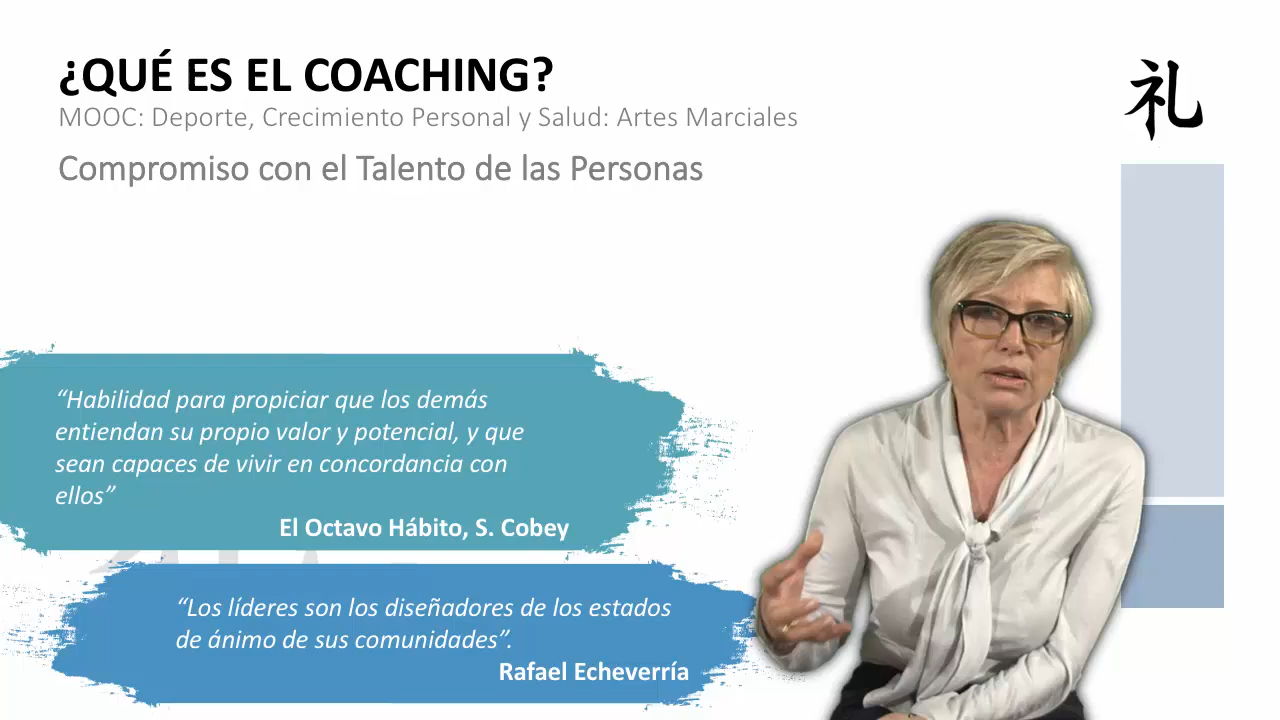 ¿QUÉ ES EL COACHING?
MOOC: Deporte, Crecimiento Personal y Salud: Artes Marciales
Compromiso con el Talento de las Personas
礼
“Habilidad para propiciar que los demás
entiendan su propio valor y potencial, y que
sean capaces de vivir en concordancia con
ellos”
El Octavo Hábito, S. Cobey
“Los líderes son los diseñadores de los estados
de ánimo de sus comunidades”.
Rafael Echeverría